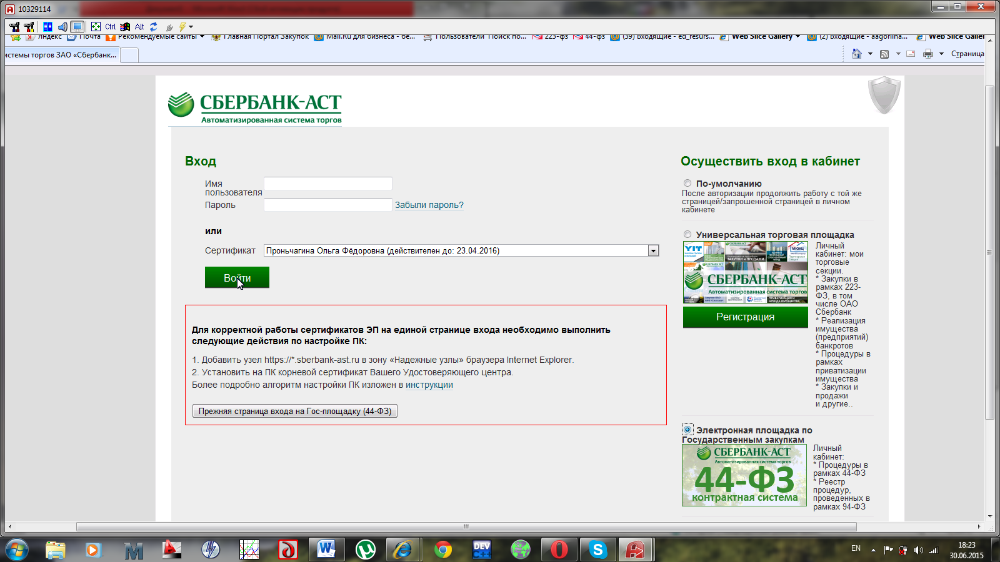 10329114
Ctrl
Alt
Яндекс
Почта
Рекомендуемые сайты
Главная Портал Закупок
Mail.Ru для бизнеса - бе...
Пользователи Поиск по...
223-фз
44-фз
(39) Входящие - ed_resurs...
Web Slice Gallery
(2) Входящие - aagorlina...
Web Slice Galler
истемы торгов ЗАО «Сбербанк...
Страница
СБЕРБАНК-АСТ
Автоматизированная система торгов
Вход
Имя
пользователя
Пароль
Забыли пароль?
или
Сертификат
Проньчагина Ольга Фёдоровна (действителен до: 23.04.2016)
Войти
Для корректной работы сертификатов ЭП на единой странице входа необходимо выполнить
следующие действия по настройке ПК:
1. Добавить узел https://*.sberbank-ast.ru в зону «Надежные узлы» браузера Internet Explorer.
2. Установить на ПК корневой сертификат Вашего Удостоверяющего центра.
Более подробно алгоритм настройки ПК изложен в инструкции
Прежняя страница входа на Гос-площадку (44-ФЗ)
Осуществить вход в кабинет
По-умолчанию
После авторизации продолжить работу с той же
страницей/запрошенной страницей в личном
кабинете
Универсальная торговая площадка
YIT
ЗАКУПКИ И ПРОДАЖИ
МЮКЦ
СБЕРБАНК-АСТ
Автоматизированная система торгов
Регистрация
Личный
кабинет: мои
торговые
секции.
* Закупки в
рамках 223-
ФЗ, в том
числе ОАО
Сбербанк
* Реализация
имущества
(предприятий)
банкротов
* Процедуры в
рамках
приватизации
имущества
* Закупки и
продажи
и другие..
Электронная площадка по
Государственным закупкам
СБЕРБАНК-АСТ
Автоматизированная система торгов
44-ФЗ
контрактная система
Личный
кабинет:
* Процедуры в
рамках 44-ФЗ
* Реестр
процедур,
проведенных в
рамках 94-ФЗ
DEV
C++
EN
18:23
30.06.2015